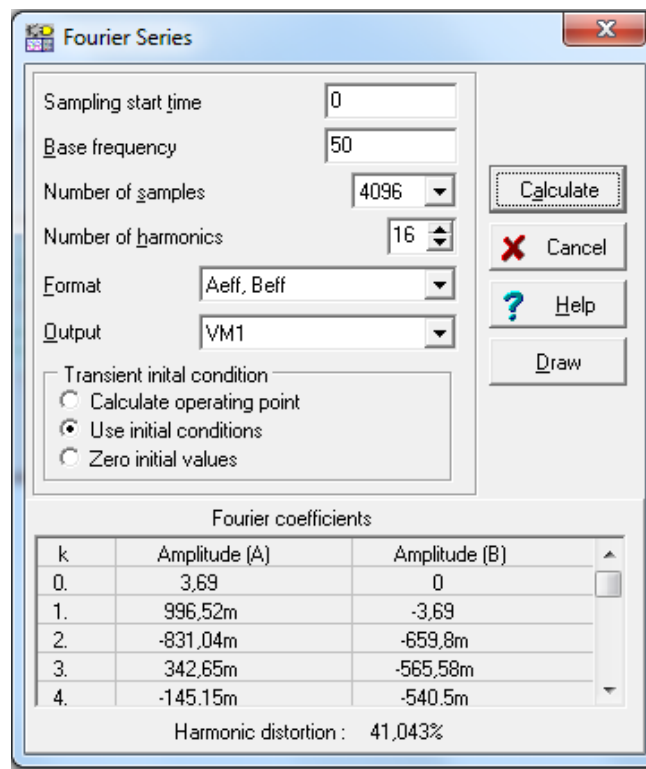 Fourier Series
Sampling start time 0
Base frequency 50
Number of samples 4096
Number of harmonics 16
Format Aeff, Beff
Output VM1
Calculate
Cancel
? Help
Draw
Transient inital condition
Calculate operating point
Use initial conditions
Zero initial values
Fourier coefficients
k Amplitude (A) Amplitude (B)
0. 3,69 0
1. 996,52m -3,69
2. -831,04m -659,8m
3. 342,65m -565,58m
4. -145,15m -540,5m
Harmonic distortion : 41,043%